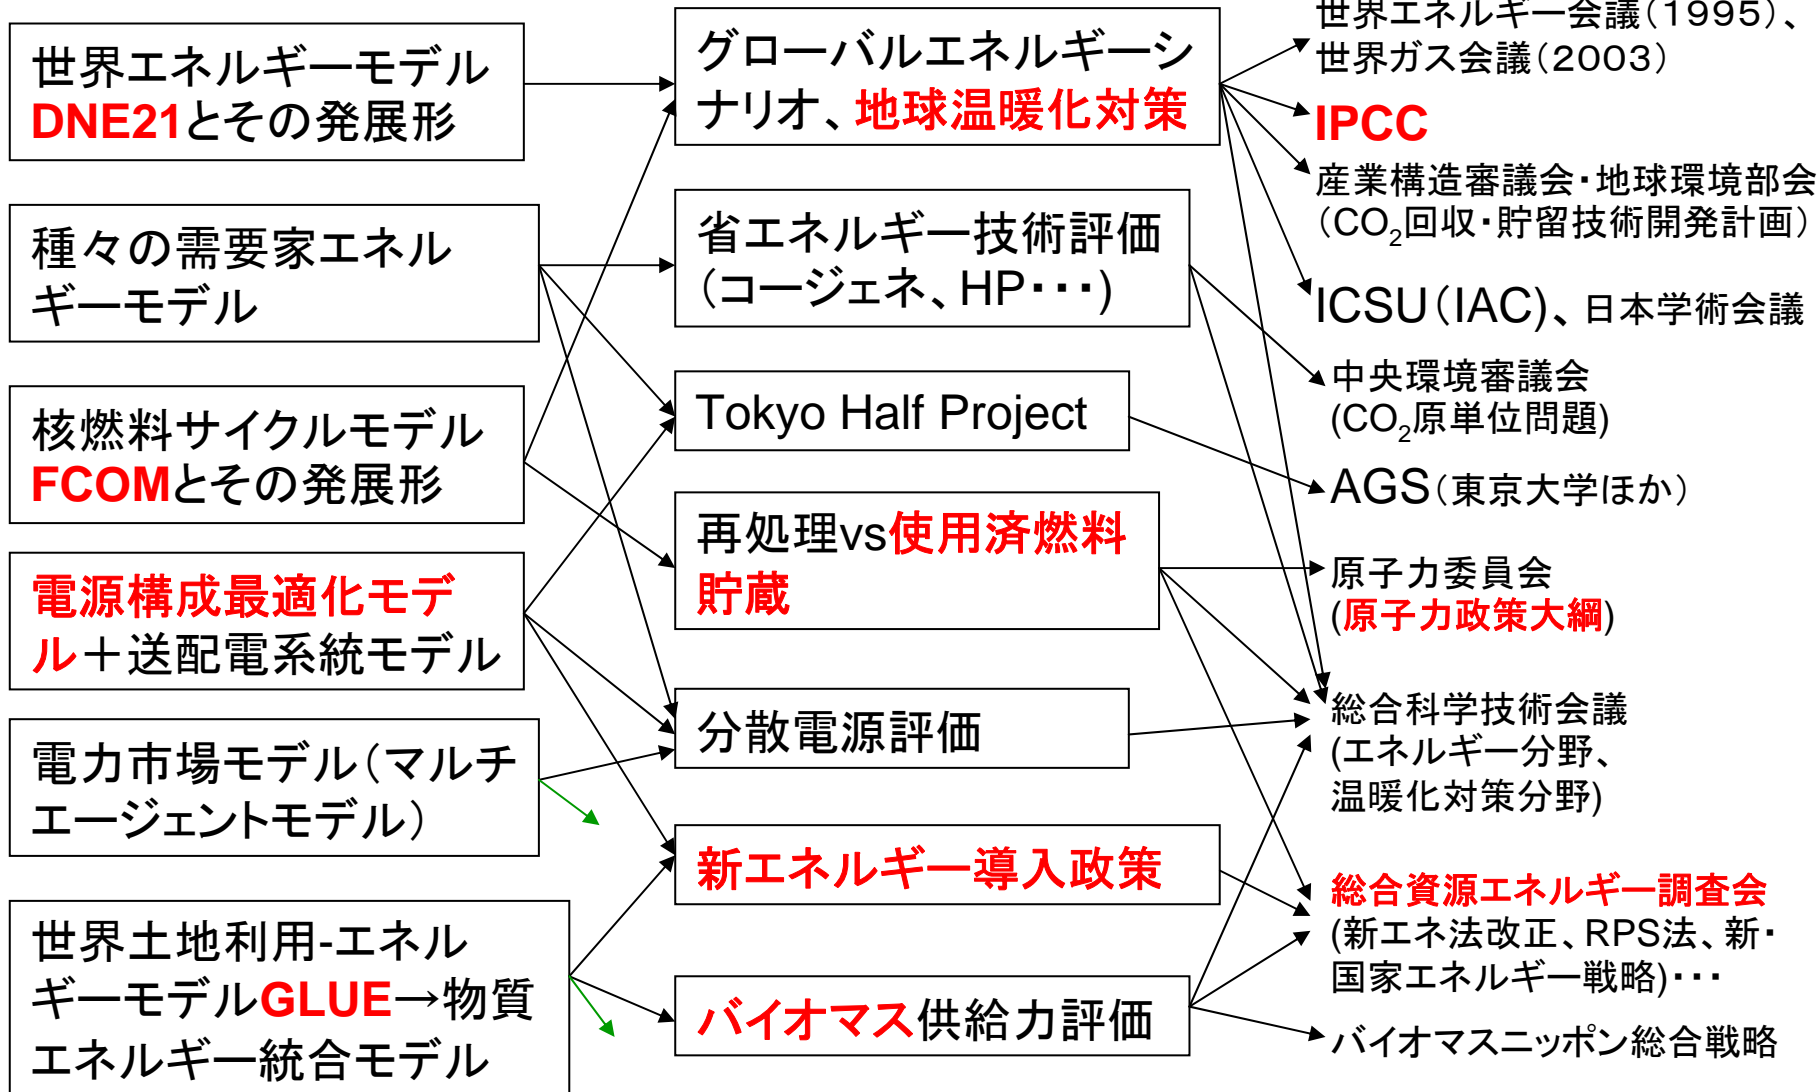 世界エネルギーモデル
DNE21とその発展形
種々の需要家エネル
ギーモデル
核燃料サイクルモデル
FCOMとその発展形
電源構成最適化モデ
ル＋送配電系統モデル
電力市場モデル（マルチ
エージェントモデル）
世界土地利用-エネル
ギーモデルGLUE→物質
エネルギー統合モデル
グローバルエネルギーシ
ナリオ、地球温暖化対策
省エネルギー技術評価
（コージェネ、HP･･･)
Tokyo Half Project
再処理vs使用済燃料
貯蔵
分散電源評価
新エネルギー導入政策
バイオマス供給力評価
世界エネルギー会議（1995）、
世界ガス会議（2003）
IPCC
産業構造審議会･地球環境部会
（CO₂回収･貯留技術開発計画）
ICSU（IAC)、日本学術会議
中央環境審議会
(CO₂原単位問題)
AGS（東京大学ほか）
原子力委員会
(原子力政策大綱)
総合科学技術会議
(エネルギー分野、
温暖化対策分野)
総合資源エネルギー調査会
(新エネ法改正、RPS法、新･
国家エネルギー戦略)･･･
バイオマスニッポン総合戦略